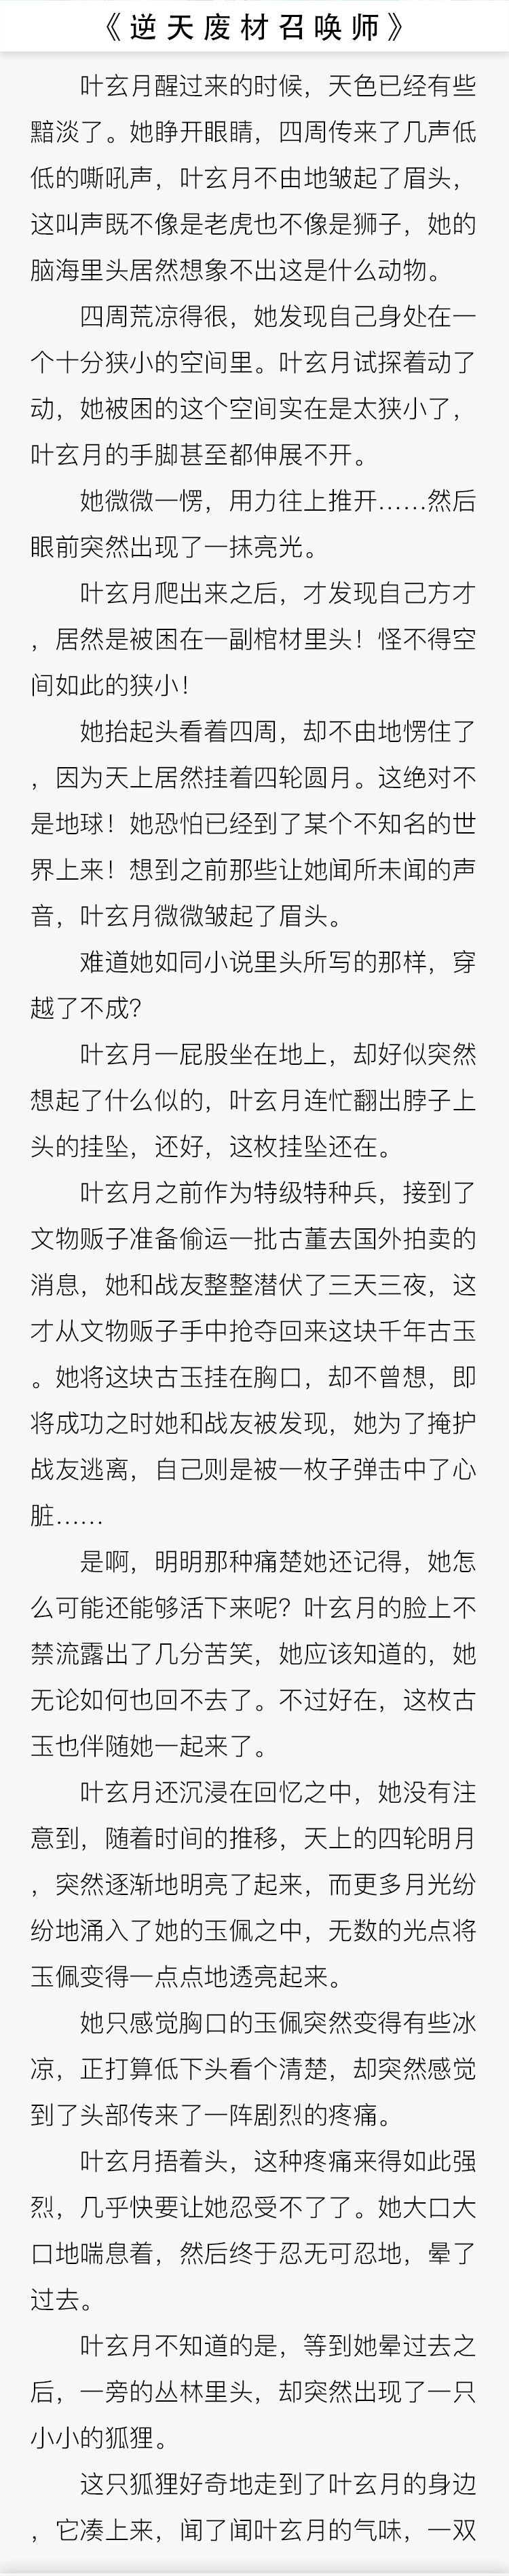 《逆天废材召唤师》
叶玄月醒过来的时候，天色已经有些
黯淡了。她睁开眼睛，四周传来了几声低
低的嘶吼声，叶玄月不由地皱起了眉头，
这叫声既不像是老虎也不像是狮子，她的
脑海里头居然想象不出这是什么动物。
四周荒凉得很，她发现自己身处在一
个十分狭小的空间里。叶玄月试探着动了
动，她被困的这个空间实在是太狭小了，
叶玄月的手脚甚至都伸展不开。
她微微一愣，用力往上推开……然后
眼前突然出现了一抹亮光。
叶玄月爬出来之后，才发现自己方才
，居然是被困在一副棺材里头！怪不得空
间如此的狭小！
她抬起头看着四周，却不由地愣住了
，因为天上居然挂着四轮圆月。这绝对不
是地球！她恐怕已经到了某个不知名的世
界上来！想到之前那些让她闻所未闻的声
音，叶玄月微微皱起了眉头。
难道她如同小说里头所写的那样，穿
越了不成？
叶玄月一屁股坐在地上，却好似突然
想起了什么似的，叶玄月连忙翻出脖子上
头的挂坠，还好，这枚挂坠还在。
叶玄月之前作为特级特种兵，接到了
文物贩子准备偷运一批古董去国外拍卖的
消息，她和战友整整潜伏了三天三夜，这
才从文物贩子手中抢夺回来这块千年古玉
。她将这块古玉挂在胸口，却不曾想，即
将成功之时她和战友被发现，她为了掩护
战友逃离，自己则是被一枚子弹击中了心
脏……
是啊，明明那种痛楚她还记得，她怎
么可能还能够活下来呢？叶玄月的脸上不
禁流露出了几分苦笑，她应该知道的，她
无论如何也回不去了。不过好在，这枚古
玉也伴随她一起来了。
叶玄月还沉浸在回忆之中，她没有注
意到，随着时间的推移，天上的四轮明月
，突然逐渐地明亮了起来，而更多月光纷
纷地涌入了她的玉佩之中，无数的光点将
玉佩变得一点点地透亮起来。
她只感觉胸口的玉佩突然变得有些冰
凉，正打算低下头看个清楚，却突然感觉
到了头部传来了一阵剧烈的疼痛。
叶玄月捂着头，这种疼痛来得如此强
烈，几乎快要让她忍受不了了。她大口大
口地喘息着，然后终于忍无可忍地，晕了
过去。
叶玄月不知道的是，等到她晕过去之
后，一旁的丛林里头，却突然出现了一只
小小的狐狸。
这只狐狸好奇地走到了叶玄月的身边
，它凑上来，闻了闻叶玄月的气味，一双